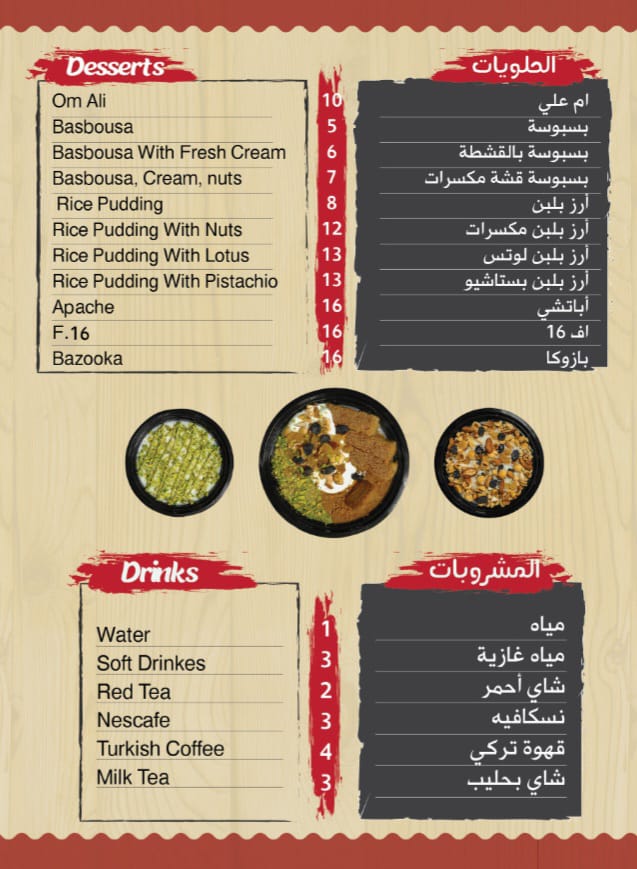 Desserts الحلويات
Om Ali 10 ام علي
Basbousa 5 بسبوسة
Basbousa With Fresh Cream 6 بسبوسة بالقشطة
Basbousa, Cream, nuts 7 بسبوسة قشة مكسرات
Rice Pudding 8 أرز بلبن
Rice Pudding With Nuts 12 أرز بلبن مكسرات
Rice Pudding With Lotus 13 أرز بلبن لوتس
Rice Pudding With Pistachio 13 أرز بلبن بستاشيو
Apache 16 أباتشي
F.16 16 اف 16
Bazooka 16 بازوكا
Drinks المشروبات
Water 1 مياه
Soft Drinkes 3 مياه غازية
Red Tea 2 شاي أحمر
Nescafe 3 نسكافيه
Turkish Coffee 4 قهوة تركي
Milk Tea 3 شاي بحليب